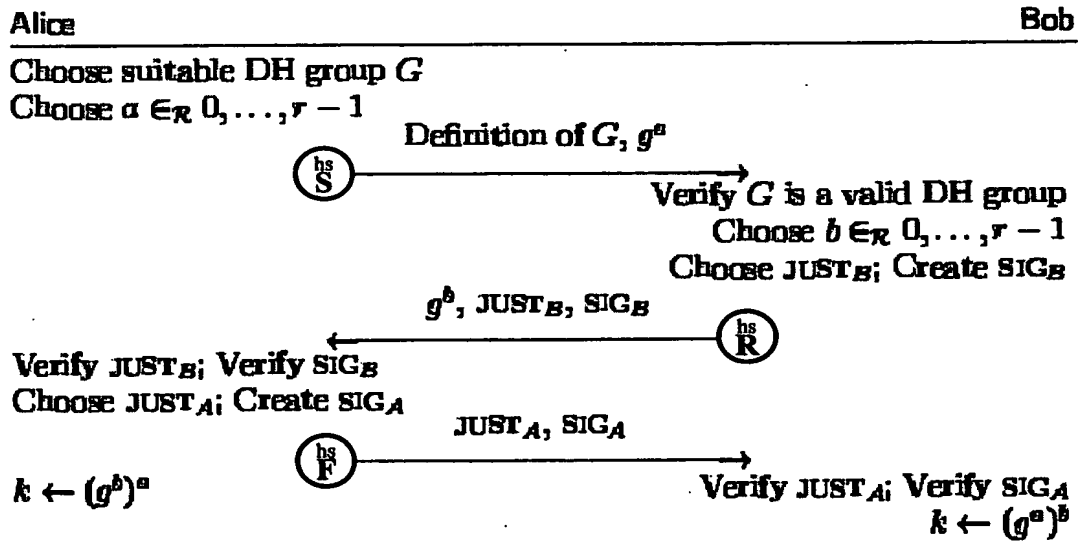 Alice Bob
Choose suitable DH group G
Choose a ∈_R 0, . . . , r − 1
Definition of G, g^a
hs
S
Verify G is a valid DH group
Choose b ∈_R 0, . . . , r − 1
Choose JUST_B; Create SIG_B
g^b, JUST_B, SIG_B
hs
R
Verify JUST_B; Verify SIG_B
Choose JUST_A; Create SIG_A
JUST_A, SIG_A
hs
F
k ← (g^b)^a
Verify JUST_A; Verify SIG_A
k ← (g^a)^b